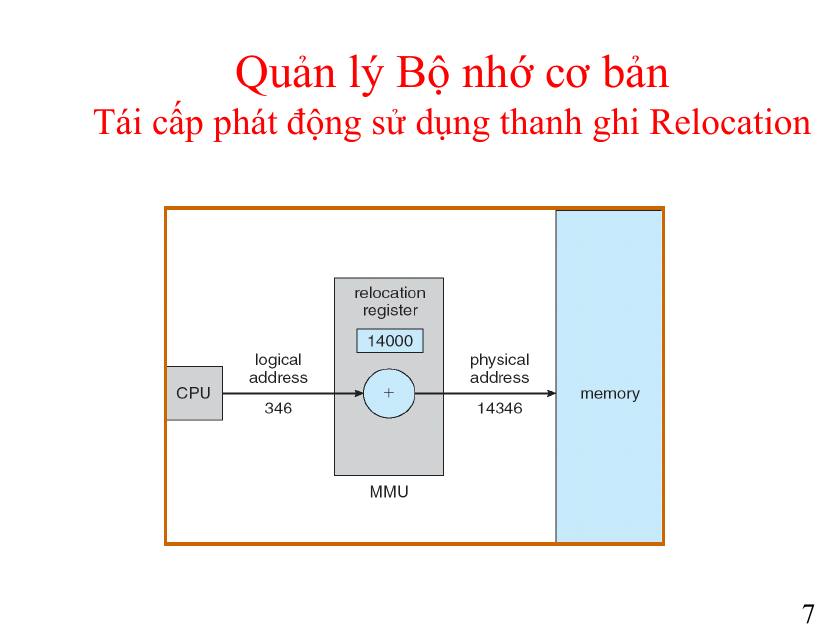 Quản lý Bộ nhớ cơ bản
Tái cấp phát động sử dụng thanh ghi Relocation
relocation
register
14000
logical
address
physical
address
CPU
+
memory
346
14346
MMU
7